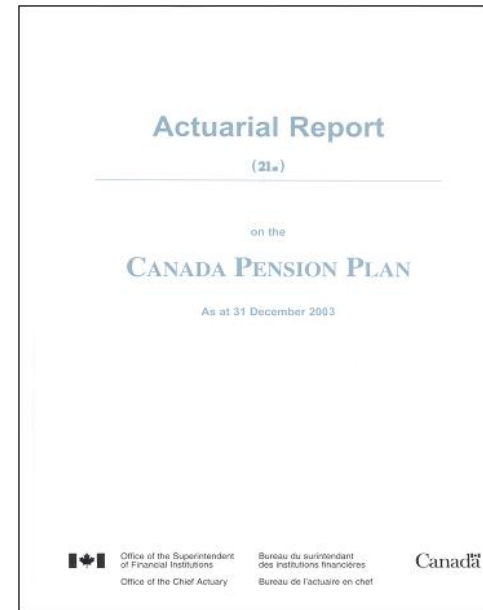 Actuarial Report
(21st)
on the
CANADA PENSION PLAN
As at 31 December 2003
Office of the Superintendent
of Financial Institutions
Office of the Chief Actuary
Bureau du surintendant
des institutions financières
Bureau de l'actuaire en chef
Canada